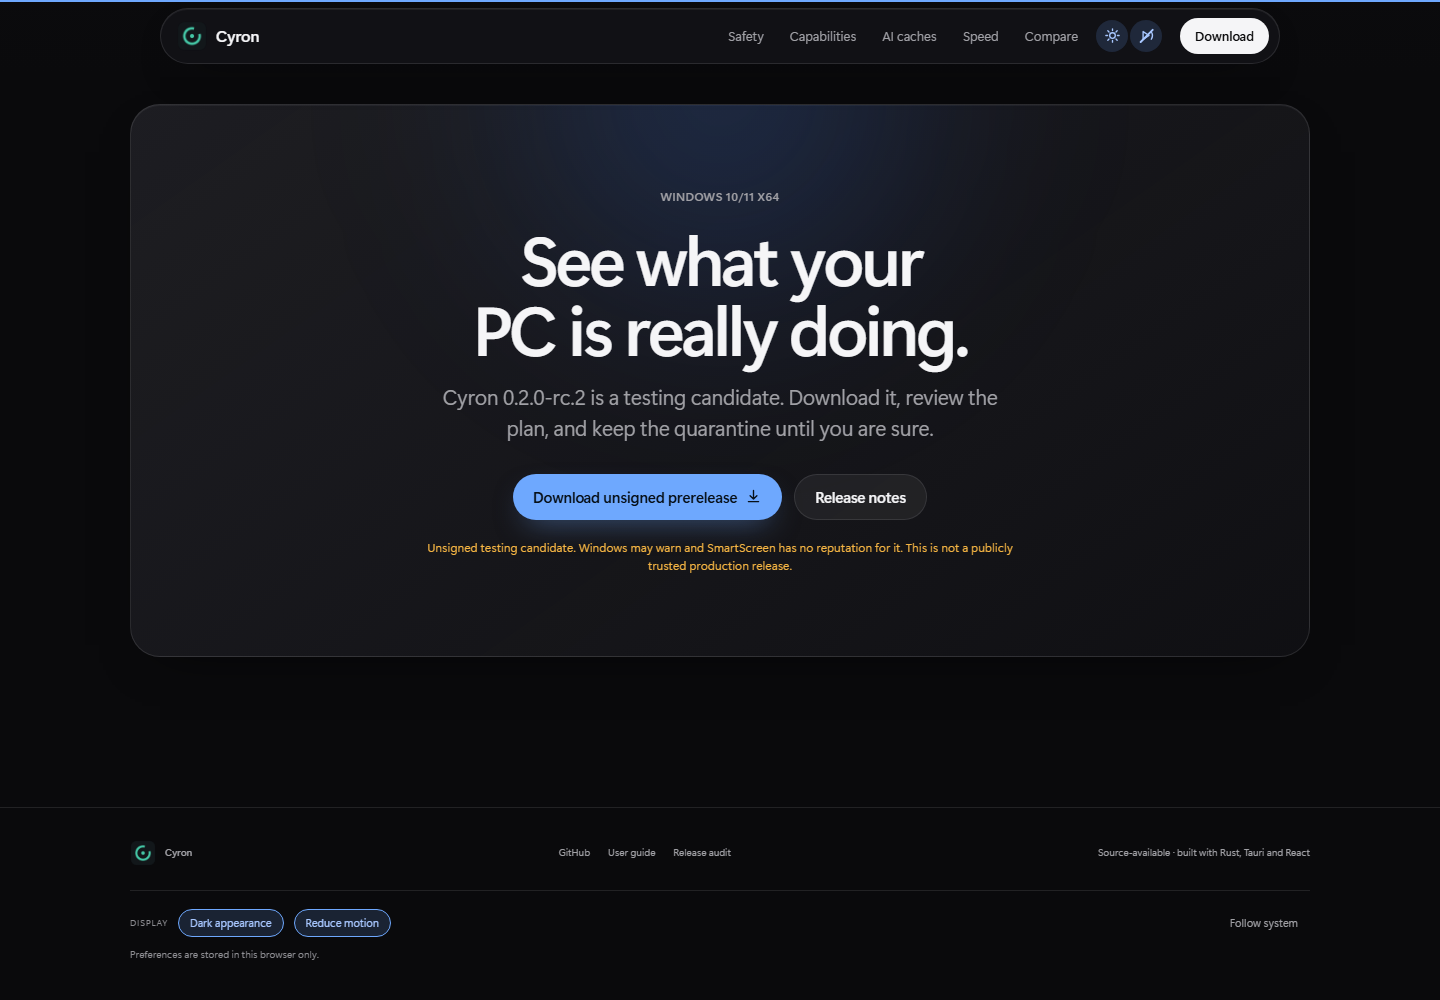 Cyron
Safety Capabilities AI caches Speed Compare Download
WINDOWS 10/11 X64
See what your
PC is really doing.
Cyron 0.2.0-rc.2 is a testing candidate. Download it, review the
plan, and keep the quarantine until you are sure.
Download unsigned prerelease Release notes
Unsigned testing candidate. Windows may warn and SmartScreen has no reputation for it. This is not a publicly
trusted production release.
Cyron
GitHub User guide Release audit
Source-available · built with Rust, Tauri and React
DISPLAY Dark appearance Reduce motion Follow system
Preferences are stored in this browser only.